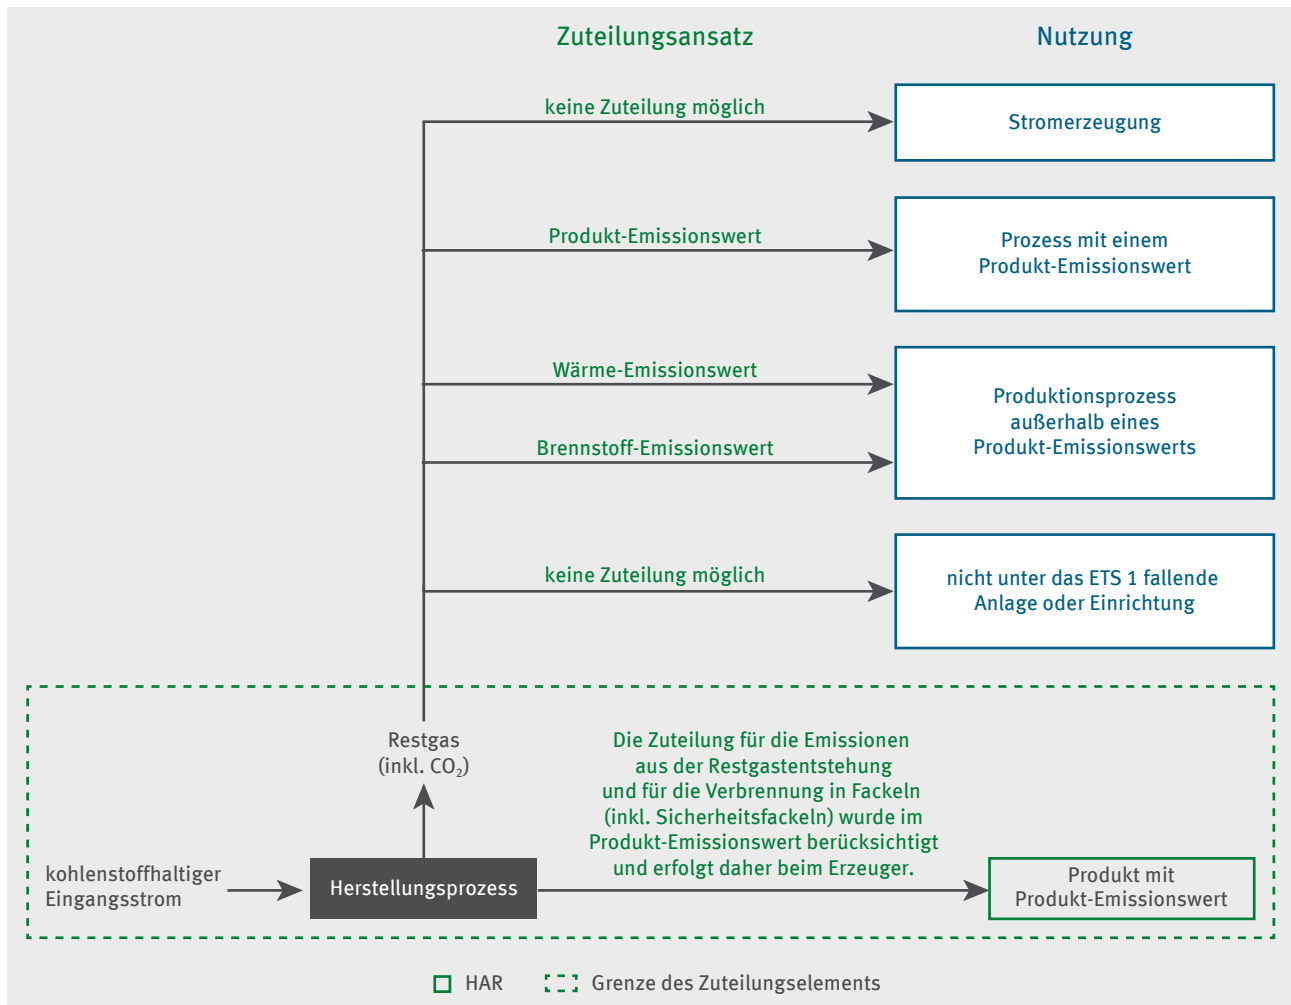 Zuteilungsansatz
Nutzung
keine Zuteilung möglich
Stromerzeugung
Produkt-Emissionswert
Prozess mit einem
Produkt-Emissionswert
Wärme-Emissionswert
Brennstoff-Emissionswert
Produktionsprozess
außerhalb eines
Produkt-Emissionswerts
keine Zuteilung möglich
nicht unter das ETS 1 fallende
Anlage oder Einrichtung
Restgas
(inkl. CO₂)
Die Zuteilung für die Emissionen
aus der Restgastentstehung
und für die Verbrennung in Fackeln
(inkl. Sicherheitsfackeln) wurde im
Produkt-Emissionswert berücksichtigt
und erfolgt daher beim Erzeuger.
kohlenstoffhaltiger
Eingangsstrom
Herstellungsprozess
Produkt mit
Produkt-Emissionswert
HAR
Grenze des Zuteilungselements